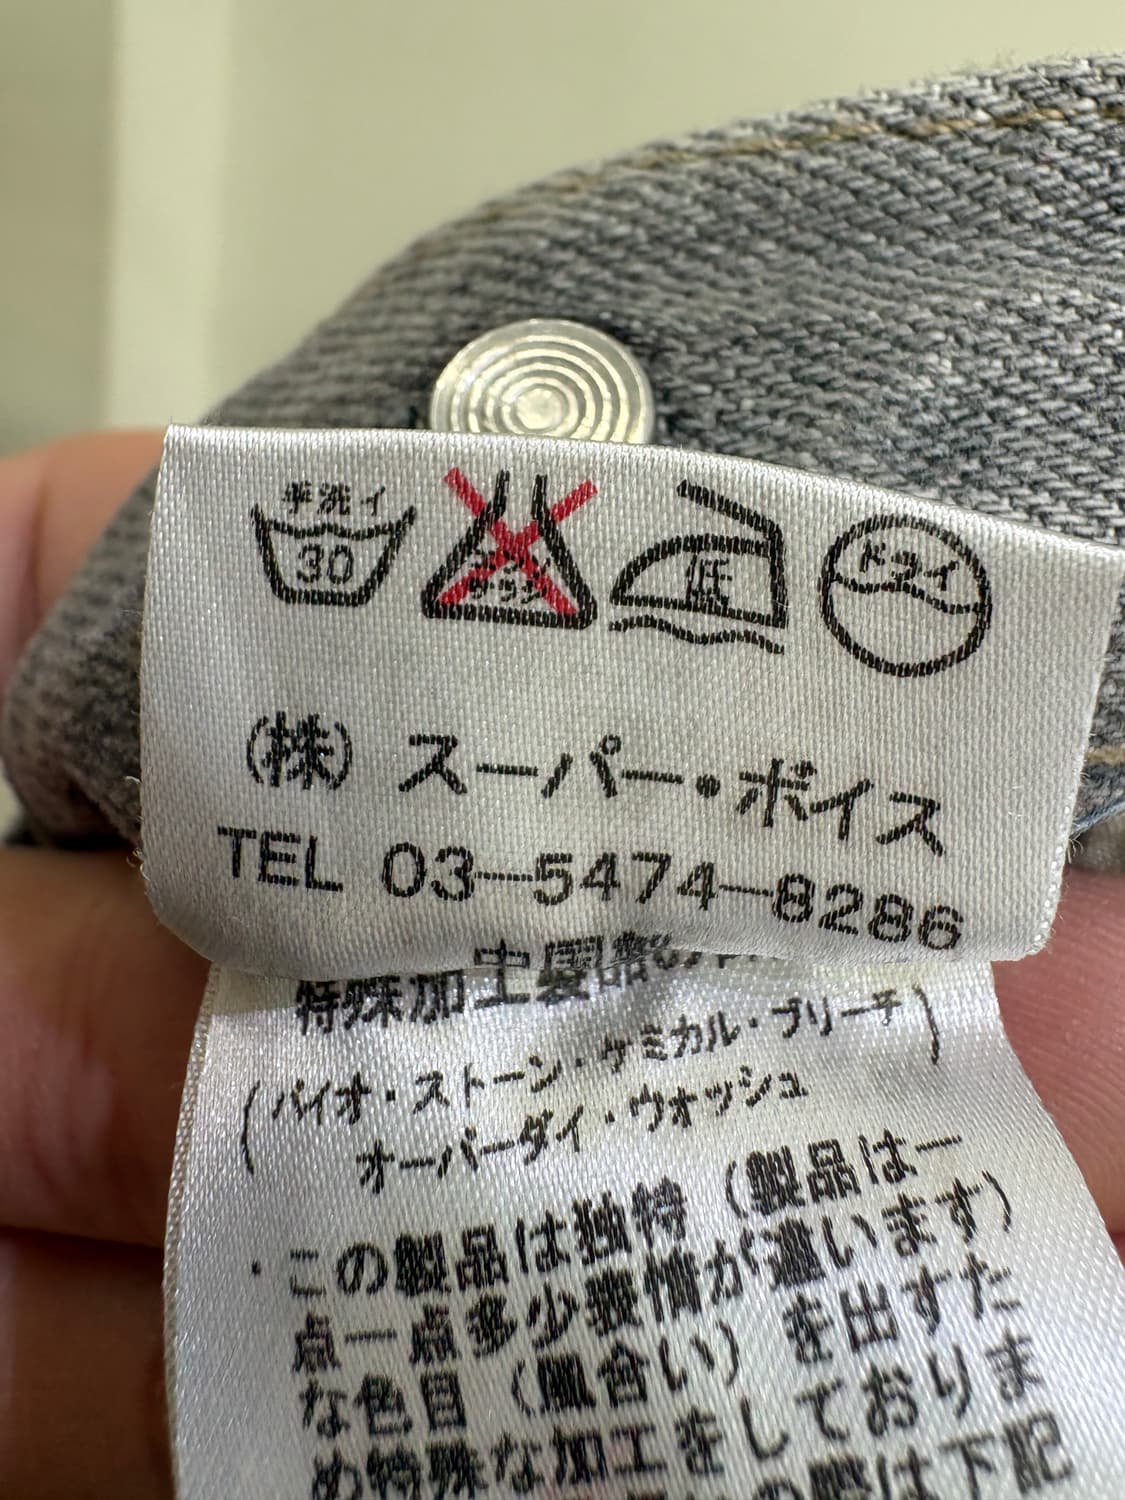 手洗イ
30
低
ドライ
(株) スーパー・ボイス
TEL 03-5474-8286
特殊加工
(バイオ・ストーン・ケミカル・ブリーチ
オーバーダイ・ウォッシュ)
・この製品は独特(製品は一
点一点多少表情が違います)
な色目(風合い)を出すた
め特殊な加工をしておりま
は下記